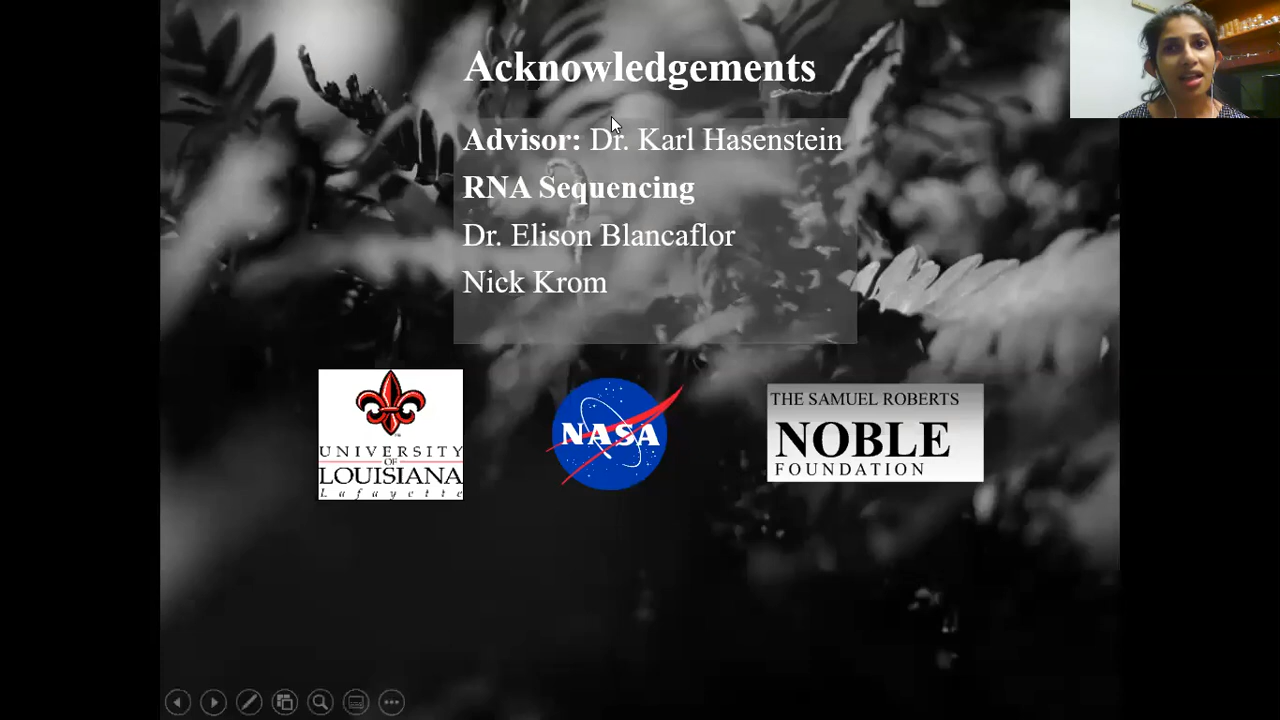 Acknowledgements
Advisor: Dr. Karl Hasenstein
RNA Sequencing
Dr. Elison Blancaflor
Nick Krom
UNIVERSITY
OF
LOUISIANA
Lafayette
NASA
THE SAMUEL ROBERTS
NOBLE
FOUNDATION